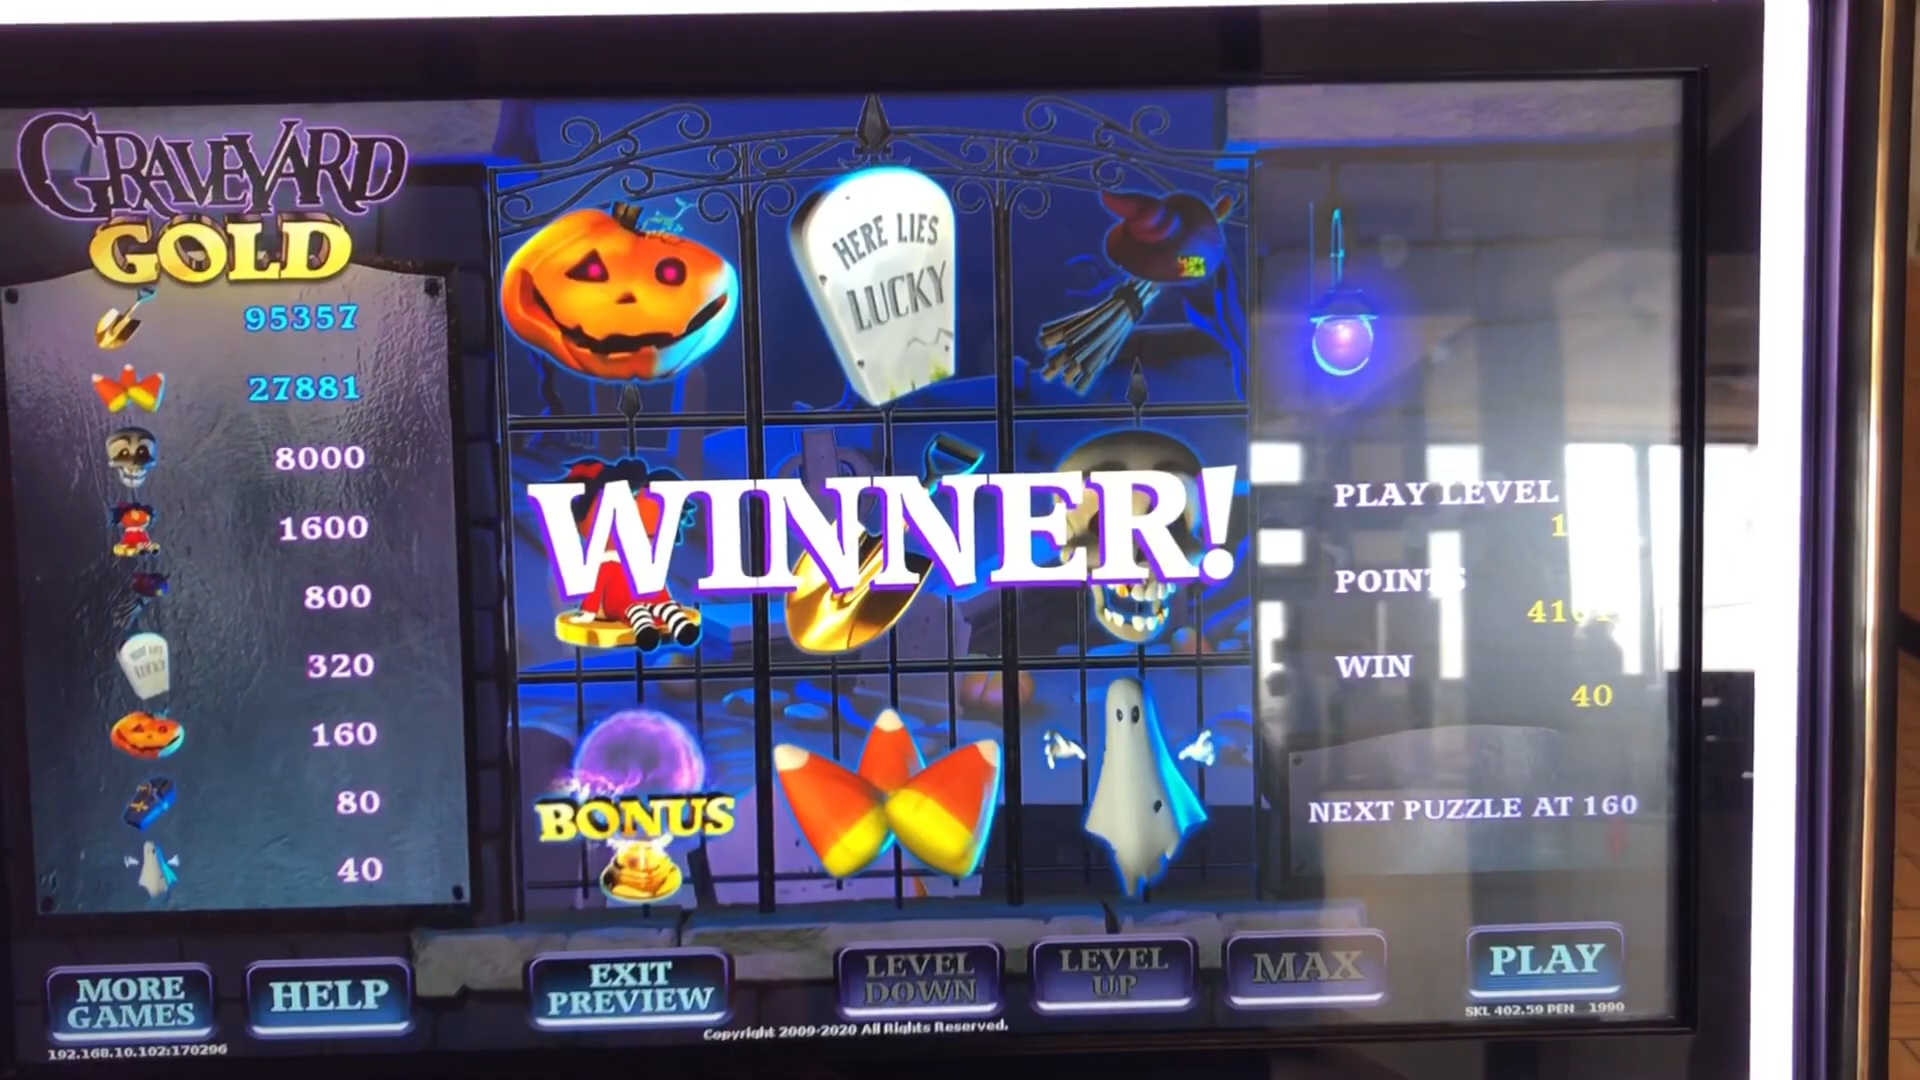 GRAVEYARD
GOLD
95357
27881
8000
1600
800
320
160
80
40
HERE LIES
LUCKY
WINNER!
BONUS
PLAY LEVEL
1
POINTS
WIN
40
NEXT PUZZLE AT 160
MORE
GAMES
HELP
EXIT
PREVIEW
LEVEL
DOWN
LEVEL
UP
MAX
PLAY
SKL 402.59 PEN 1990
Copyright 2009-2020 All Rights Reserved.
192.168.10.102:170296